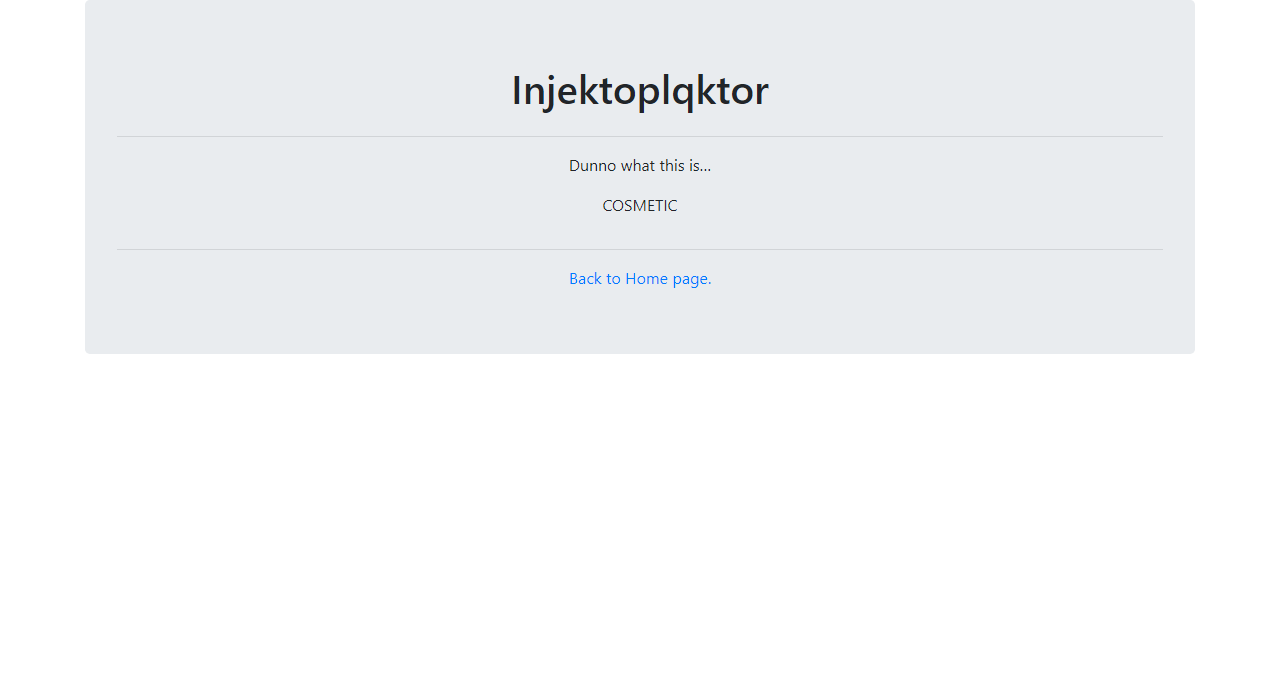 Injektoplqktor
Dunno what this is...
COSMETIC
Back to Home page.